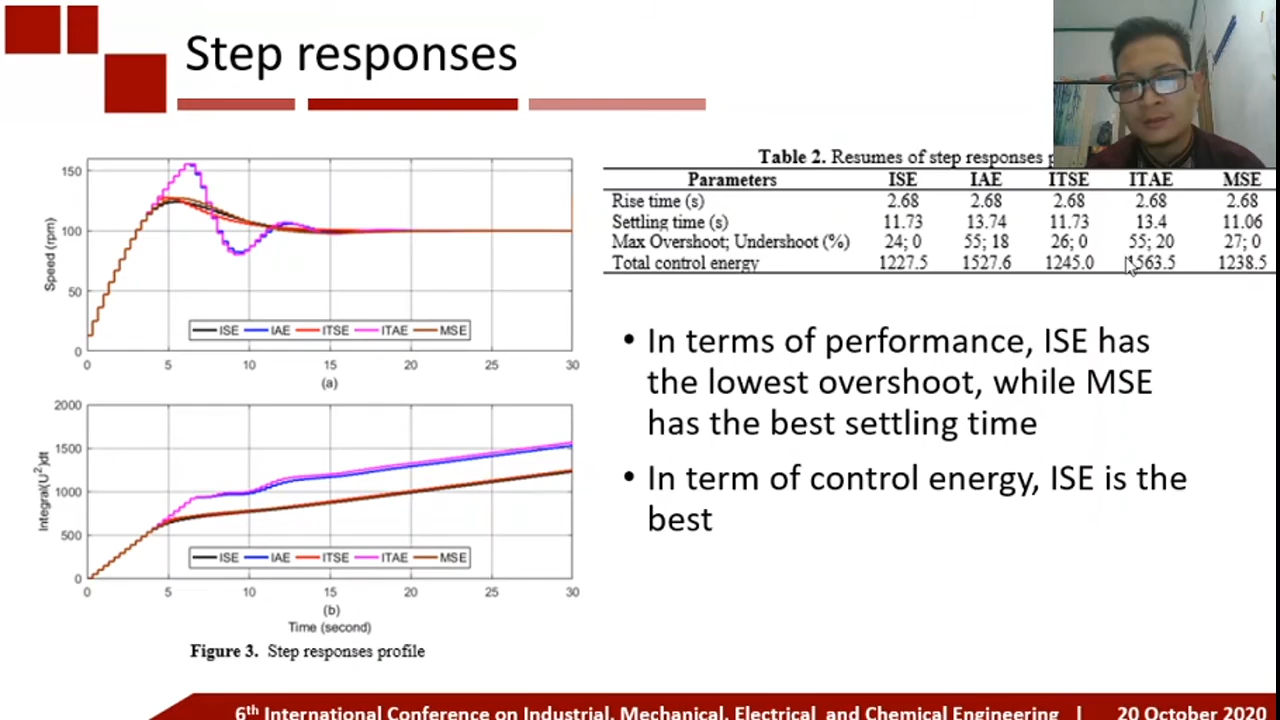 Step responses
150
100
50
0
Speed (rpm)
ISE IAE ITSE ITAE MSE
0 5 10 15 20 25 30
(a)
2000
1500
1000
500
0
Integral(U²)dt
ISE IAE ITSE ITAE MSE
0 5 10 15 20 25 30
(b)
Time (second)
Figure 3. Step responses profile
Table 2. Resumes of step responses
Parameters ISE IAE ITSE ITAE MSE
Rise time (s) 2.68 2.68 2.68 2.68 2.68
Settling time (s) 11.73 13.74 11.73 13.4 11.06
Max Overshoot; Undershoot (%) 24; 0 55; 18 26; 0 55; 20 27; 0
Total control energy 1227.5 1527.6 1245.0 1563.5 1238.5
• In terms of performance, ISE has
the lowest overshoot, while MSE
has the best settling time
• In term of control energy, ISE is the
best
6th International Conference on Industrial, Mechanical, Electrical, and Chemical Engineering | 20 October 2020